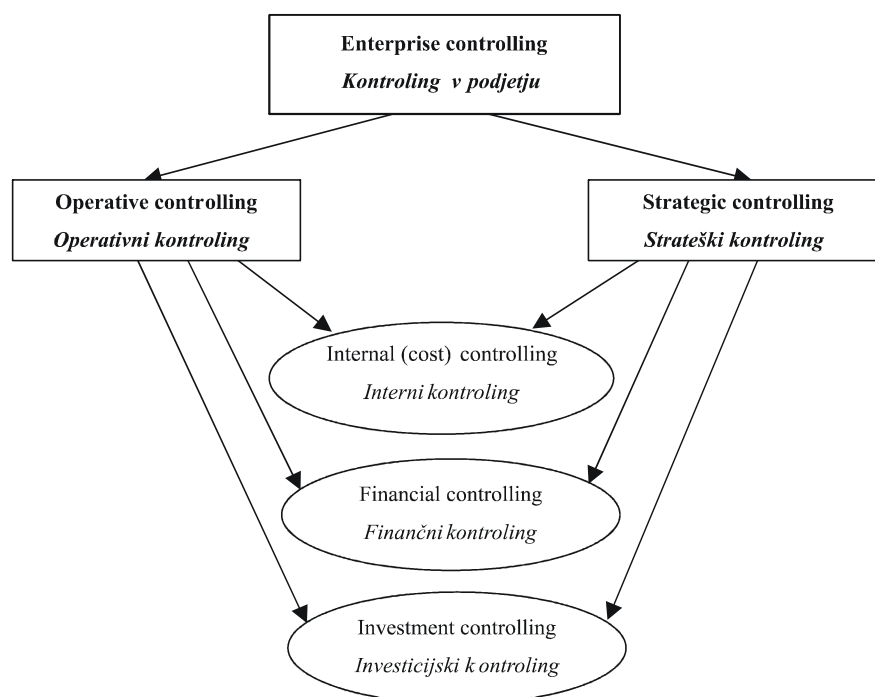 Enterprise controlling
Kontroling v podjetju
Operative controlling
Operativni kontroling
Strategic controlling
Strateški kontroling
Internal (cost) controlling
Interni kontroling
Financial controlling
Finančni kontroling
Investment controlling
Investicijski k ontroling